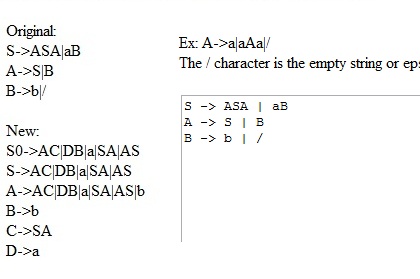 Original:
S->ASA|aB
A->S|B
B->b|/
New:
S0->AC|DB|a|SA|AS
S->AC|DB|a|SA|AS
A->AC|DB|a|SA|AS|b
B->b
C->SA
D->a
Ex: A->a|aAa|/
The / character is the empty string or eps
S -> ASA | aB
A -> S | B
B -> b | /